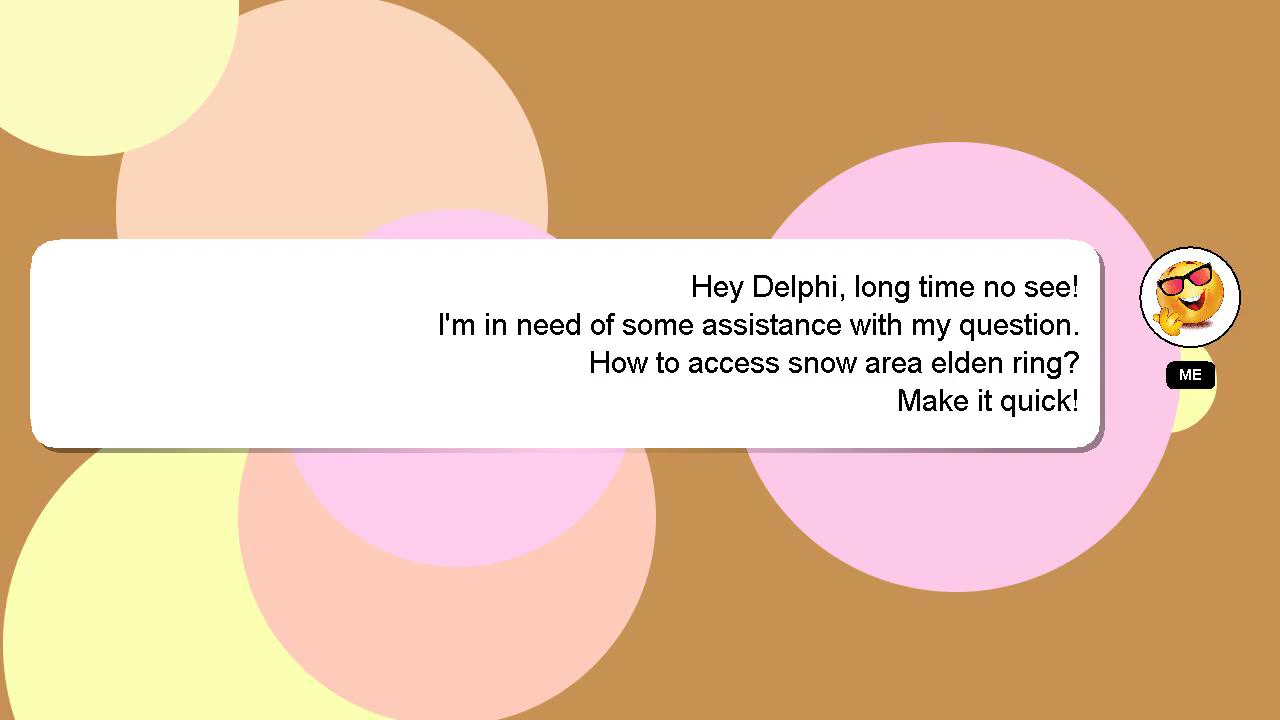 Hey Delphi, long time no see!
I'm in need of some assistance with my question.
How to access snow area elden ring?
Make it quick!
ME